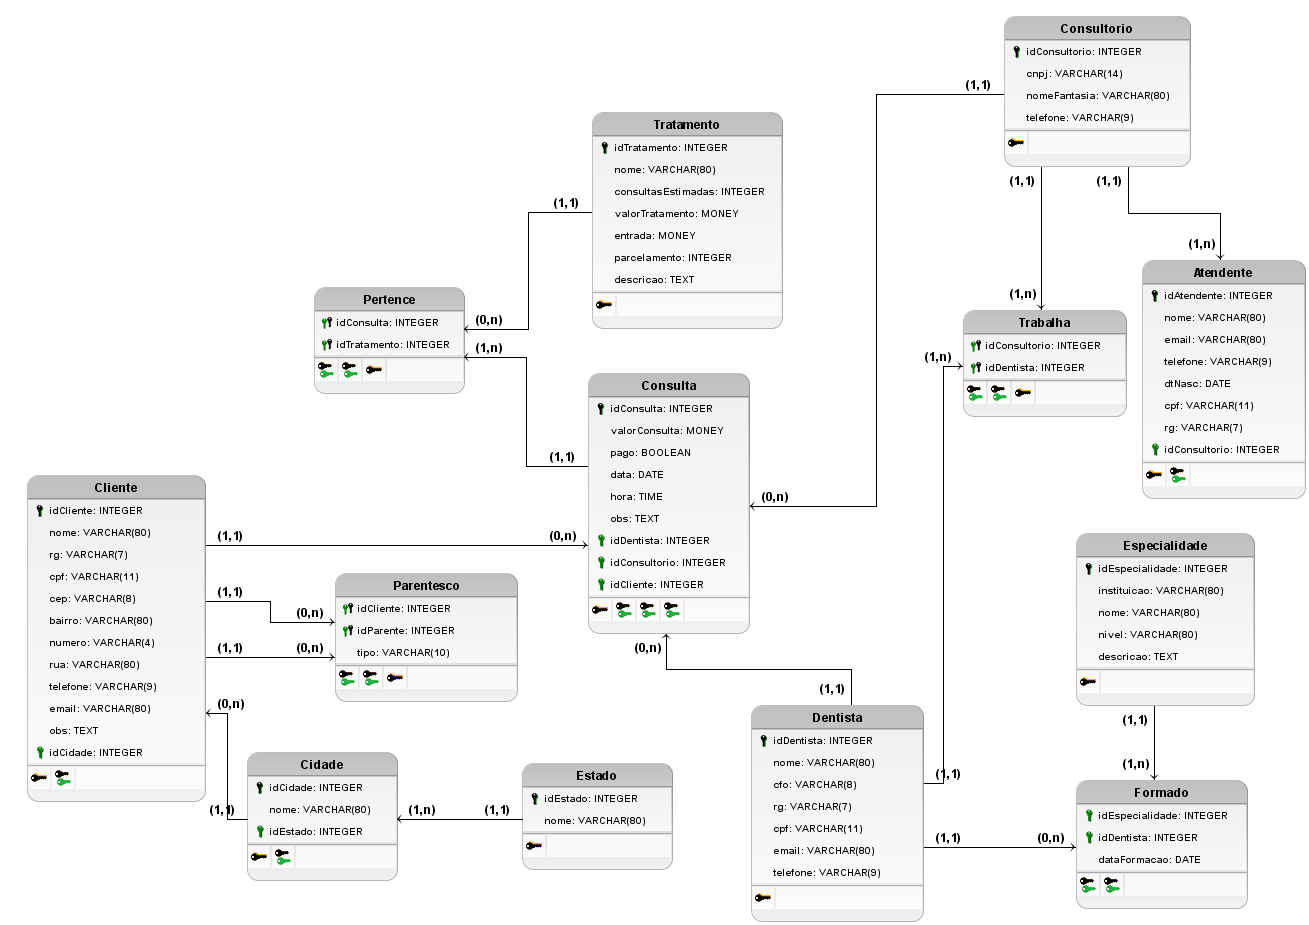 Consultorio
idConsultorio: INTEGER
cnpj: VARCHAR(14)
nomeFantasia: VARCHAR(80)
telefone: VARCHAR(9)
(1,1)
(1,1)
(1,1)
Tratamento
idTratamento: INTEGER
nome: VARCHAR(80)
consultasEstimadas: INTEGER
valorTratamento: MONEY
entrada: MONEY
parcelamento: INTEGER
descricao: TEXT
(1,1)
Pertence
idConsulta: INTEGER
idTratamento: INTEGER
(0,n)
(1,n)
(1,n)
(1,n)
Atendente
idAtendente: INTEGER
nome: VARCHAR(80)
email: VARCHAR(80)
telefone: VARCHAR(9)
dtNasc: DATE
cpf: VARCHAR(11)
rg: VARCHAR(7)
idConsultorio: INTEGER
Trabalha
idConsultorio: INTEGER
idDentista: INTEGER
(1,n)
Consulta
idConsulta: INTEGER
valorConsulta: MONEY
pago: BOOLEAN
data: DATE
hora: TIME
obs: TEXT
idDentista: INTEGER
idConsultorio: INTEGER
idCliente: INTEGER
(1,1)
(0,n)
(0,n)
(0,n)
Cliente
idCliente: INTEGER
nome: VARCHAR(80)
rg: VARCHAR(7)
cpf: VARCHAR(11)
cep: VARCHAR(8)
bairro: VARCHAR(80)
numero: VARCHAR(4)
rua: VARCHAR(80)
telefone: VARCHAR(9)
email: VARCHAR(80)
obs: TEXT
idCidade: INTEGER
(1,1)
(1,1)
(1,1)
(0,n)
Parentesco
idCliente: INTEGER
idParente: INTEGER
tipo: VARCHAR(10)
(0,n)
(0,n)
Especialidade
idEspecialidade: INTEGER
instituicao: VARCHAR(80)
nome: VARCHAR(80)
nivel: VARCHAR(80)
descricao: TEXT
(1,1)
(1,n)
Cidade
idCidade: INTEGER
nome: VARCHAR(80)
idEstado: INTEGER
(1,1)
(1,n)
Estado
idEstado: INTEGER
nome: VARCHAR(80)
(1,1)
Dentista
idDentista: INTEGER
nome: VARCHAR(80)
cfo: VARCHAR(8)
rg: VARCHAR(7)
cpf: VARCHAR(11)
email: VARCHAR(80)
telefone: VARCHAR(9)
(1,1)
(1,1)
(1,1)
(0,n)
Formado
idEspecialidade: INTEGER
idDentista: INTEGER
dataFormacao: DATE